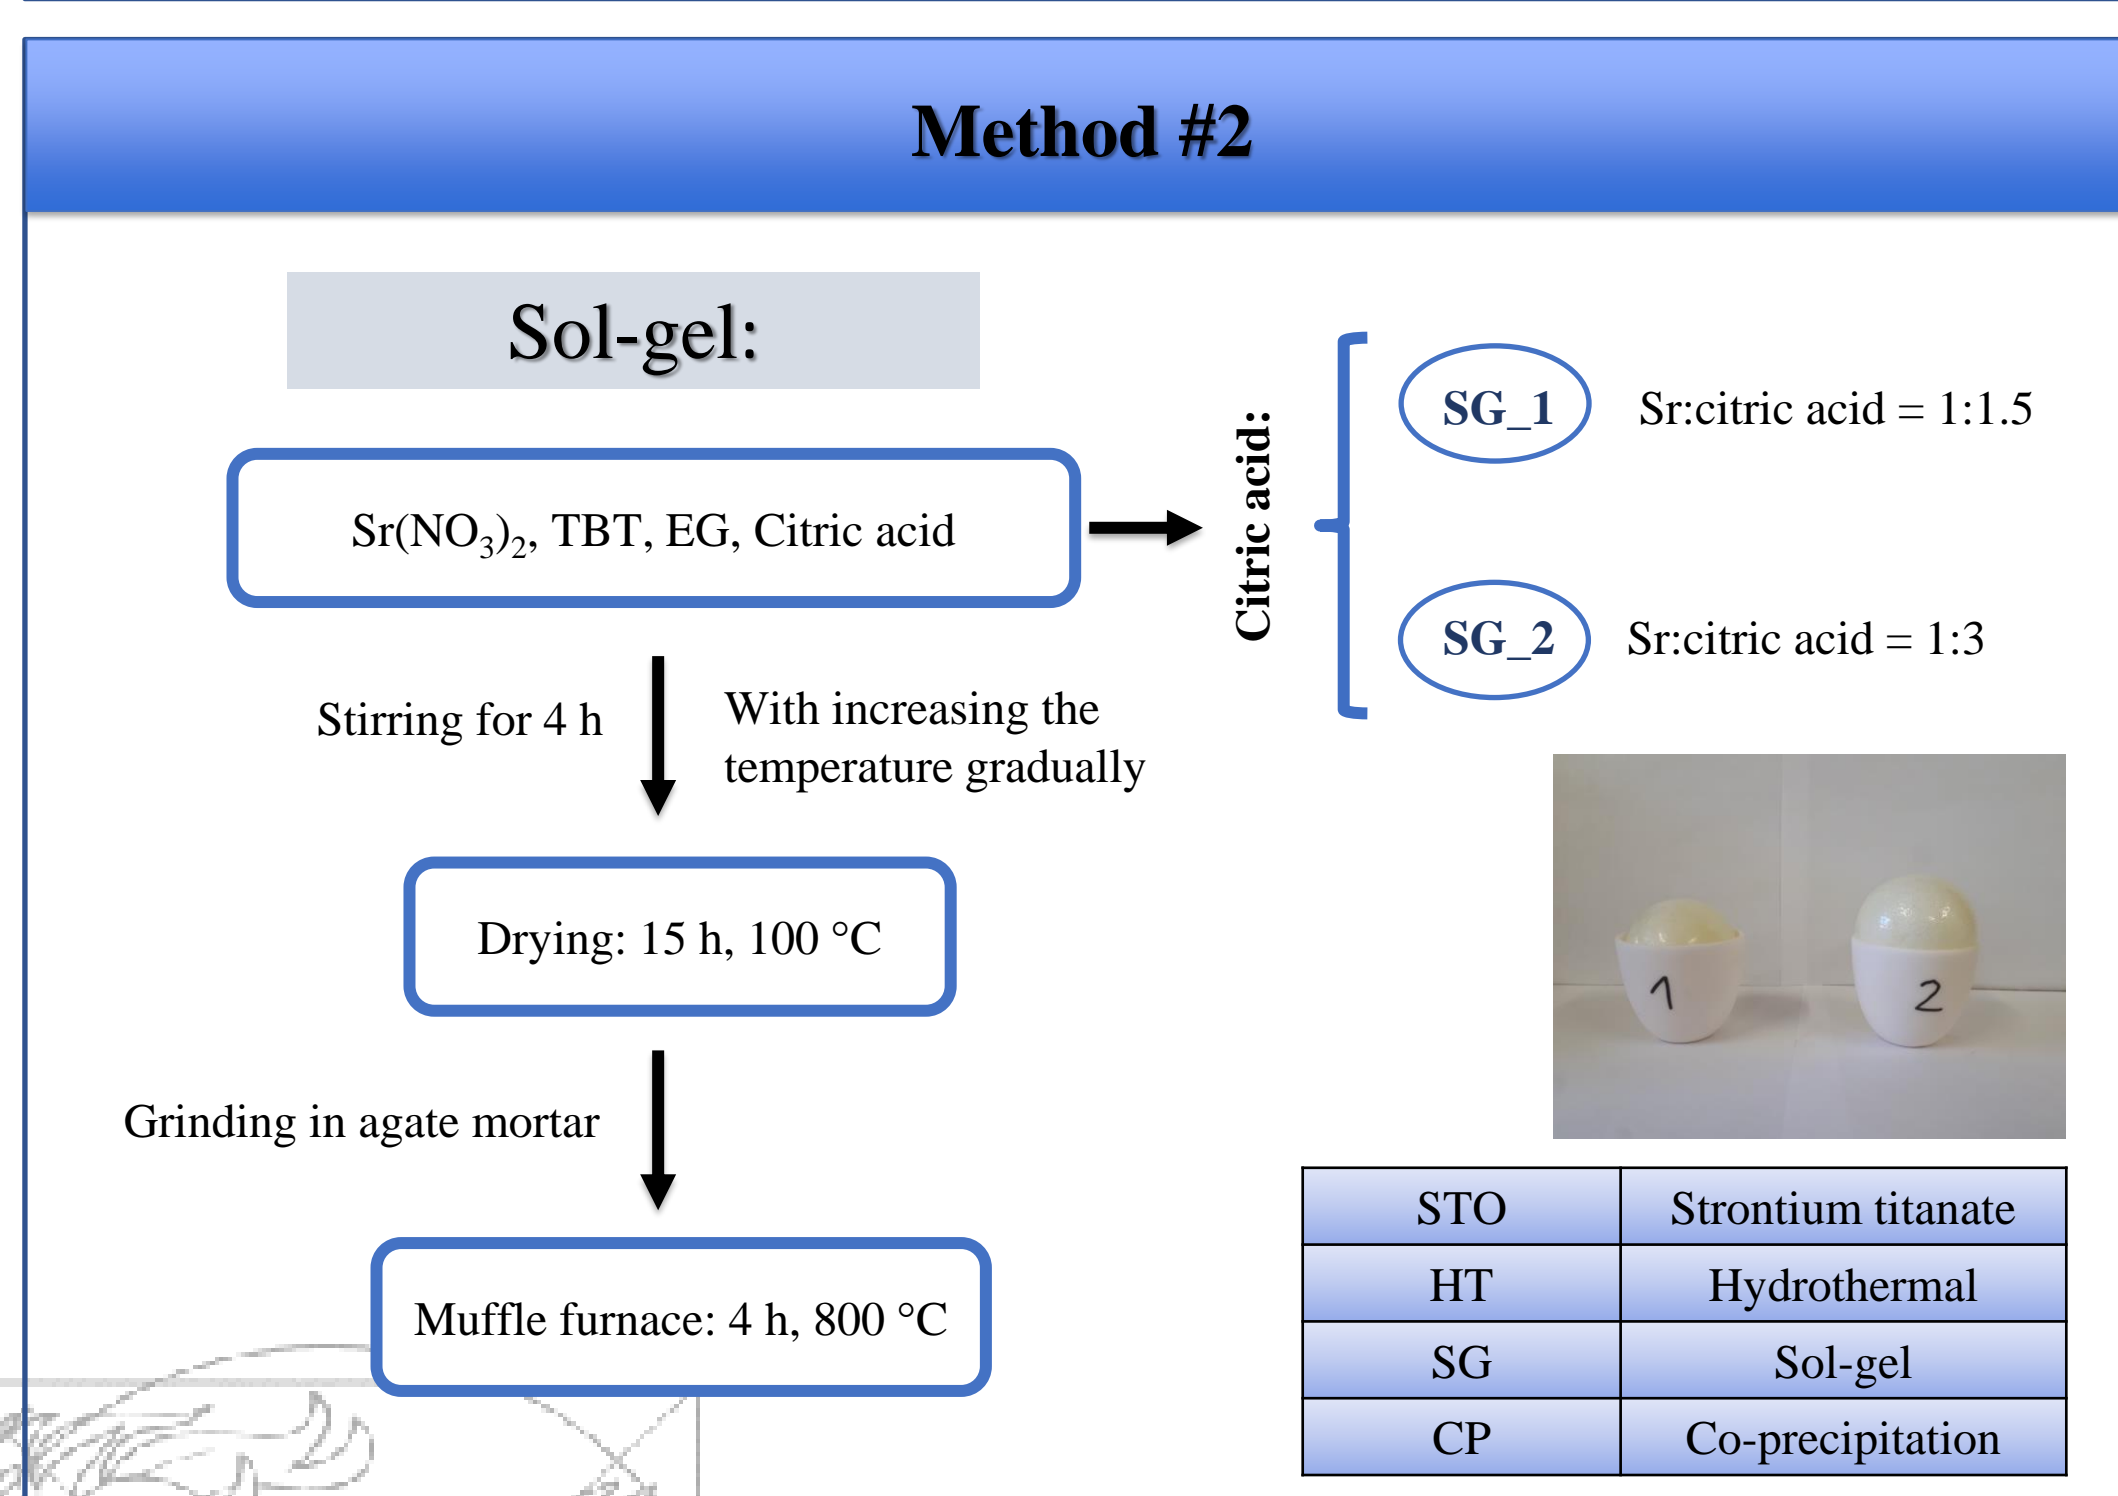 Method #2
Sol-gel:
Sr(NO₃)₂, TBT, EG, Citric acid
Citric acid:
SG_1
Sr:citric acid = 1:1.5
SG_2
Sr:citric acid = 1:3
Stirring for 4 h
With increasing the
temperature gradually
Drying: 15 h, 100 °C
1
2
Grinding in agate mortar
Muffle furnace: 4 h, 800 °C
STO Strontium titanate
HT Hydrothermal
SG Sol-gel
CP Co-precipitation